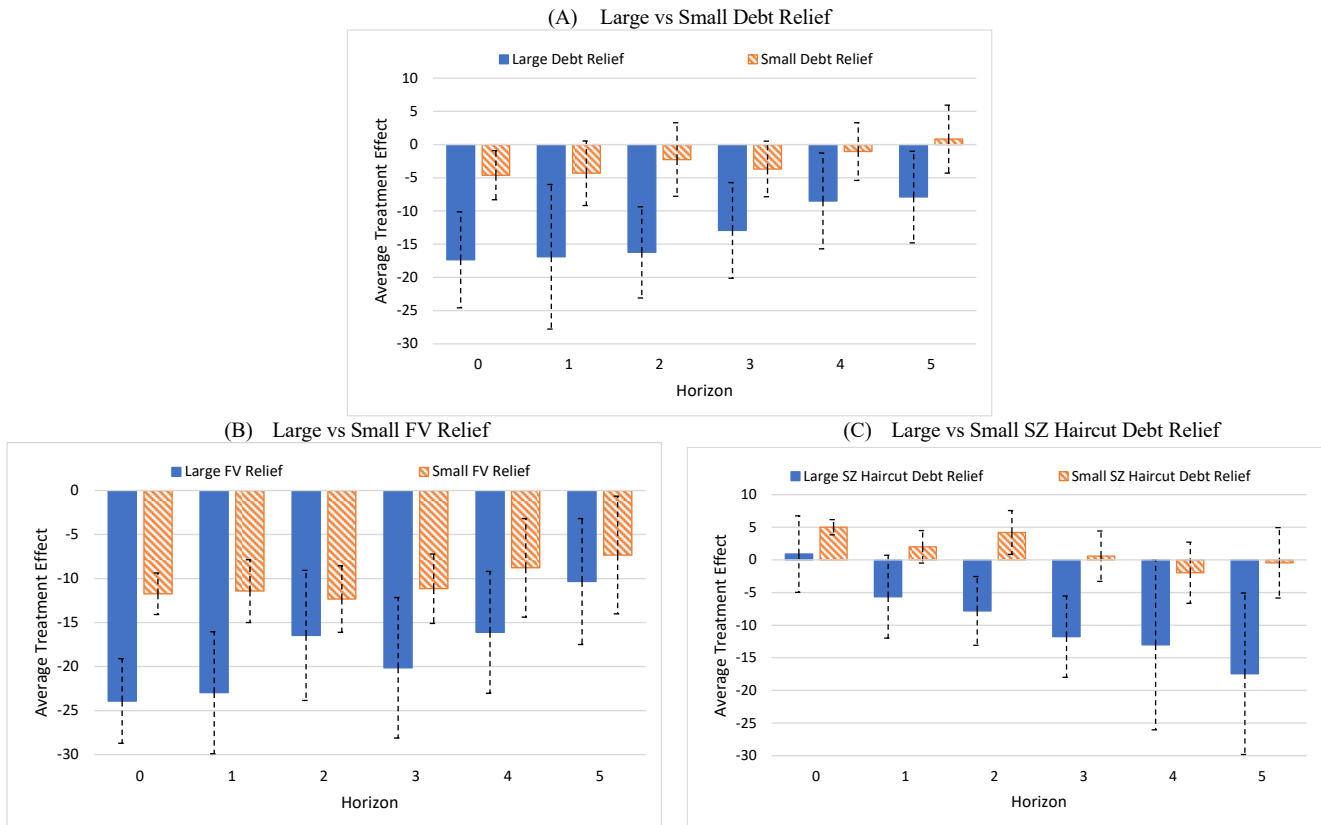 (A) Large vs Small Debt Relief
Large Debt Relief Small Debt Relief
10
5
0
-5
-10
-15
-20
-25
-30
Average Treatment Effect
0 1 2 3 4 5
Horizon
(B) Large vs Small FV Relief
Large FV Relief Small FV Relief
0
-5
-10
-15
-20
-25
-30
Average Treatment Effect
0 1 2 3 4 5
Horizon
(C) Large vs Small SZ Haircut Debt Relief
Large SZ Haircut Debt Relief Small SZ Haircut Debt Relief
10
5
0
-5
-10
-15
-20
-25
-30
Average Treatment Effect
0 1 2 3 4 5
Horizon